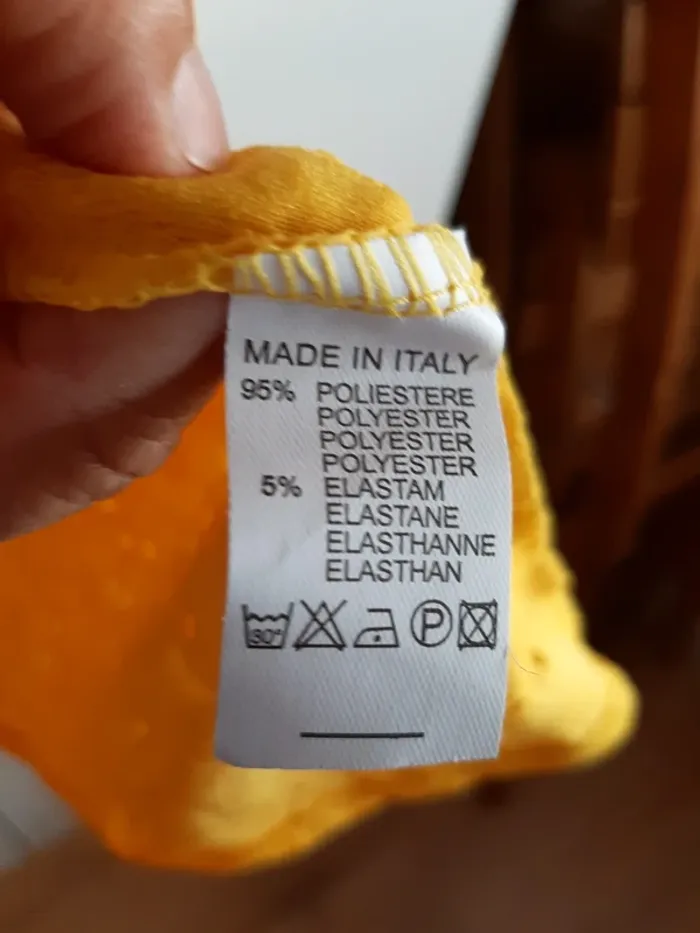 MADE IN ITALY
95% POLIESTERE
POLYESTER
POLYESTER
POLYESTER
5% ELASTAM
ELASTANE
ELASTHANNE
ELASTHAN
30° P